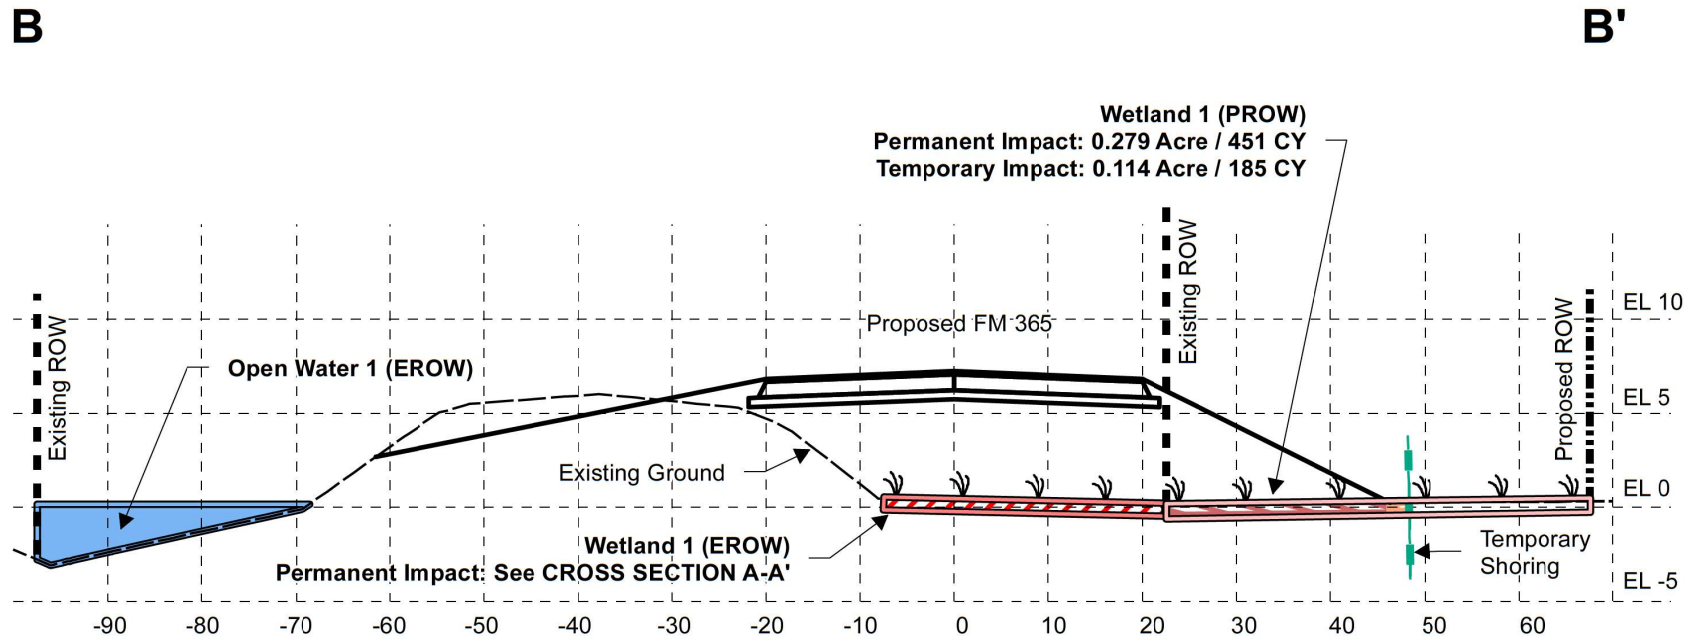 B
B'
Wetland 1 (PROW)
Permanent Impact: 0.279 Acre / 451 CY
Temporary Impact: 0.114 Acre / 185 CY
Existing ROW
Existing ROW
Proposed ROW
EL 10
Proposed FM 365
Open Water 1 (EROW)
EL 5
Existing Ground
EL 0
Wetland 1 (EROW)
Permanent Impact: See CROSS SECTION A-A'
Temporary
Shoring
EL -5
-90 -80 -70 -60 -50 -40 -30 -20 -10 0 10 20 30 40 50 60